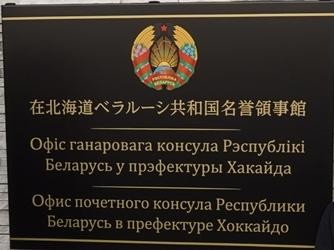 在北海道ベラルーシ共和国名誉領事館
Офіс ганаровага консула Рэспублікі
Беларусь у прэфектуры Хакайда
Офис почетного консула Республики
Беларусь в префектуре Хоккайдо